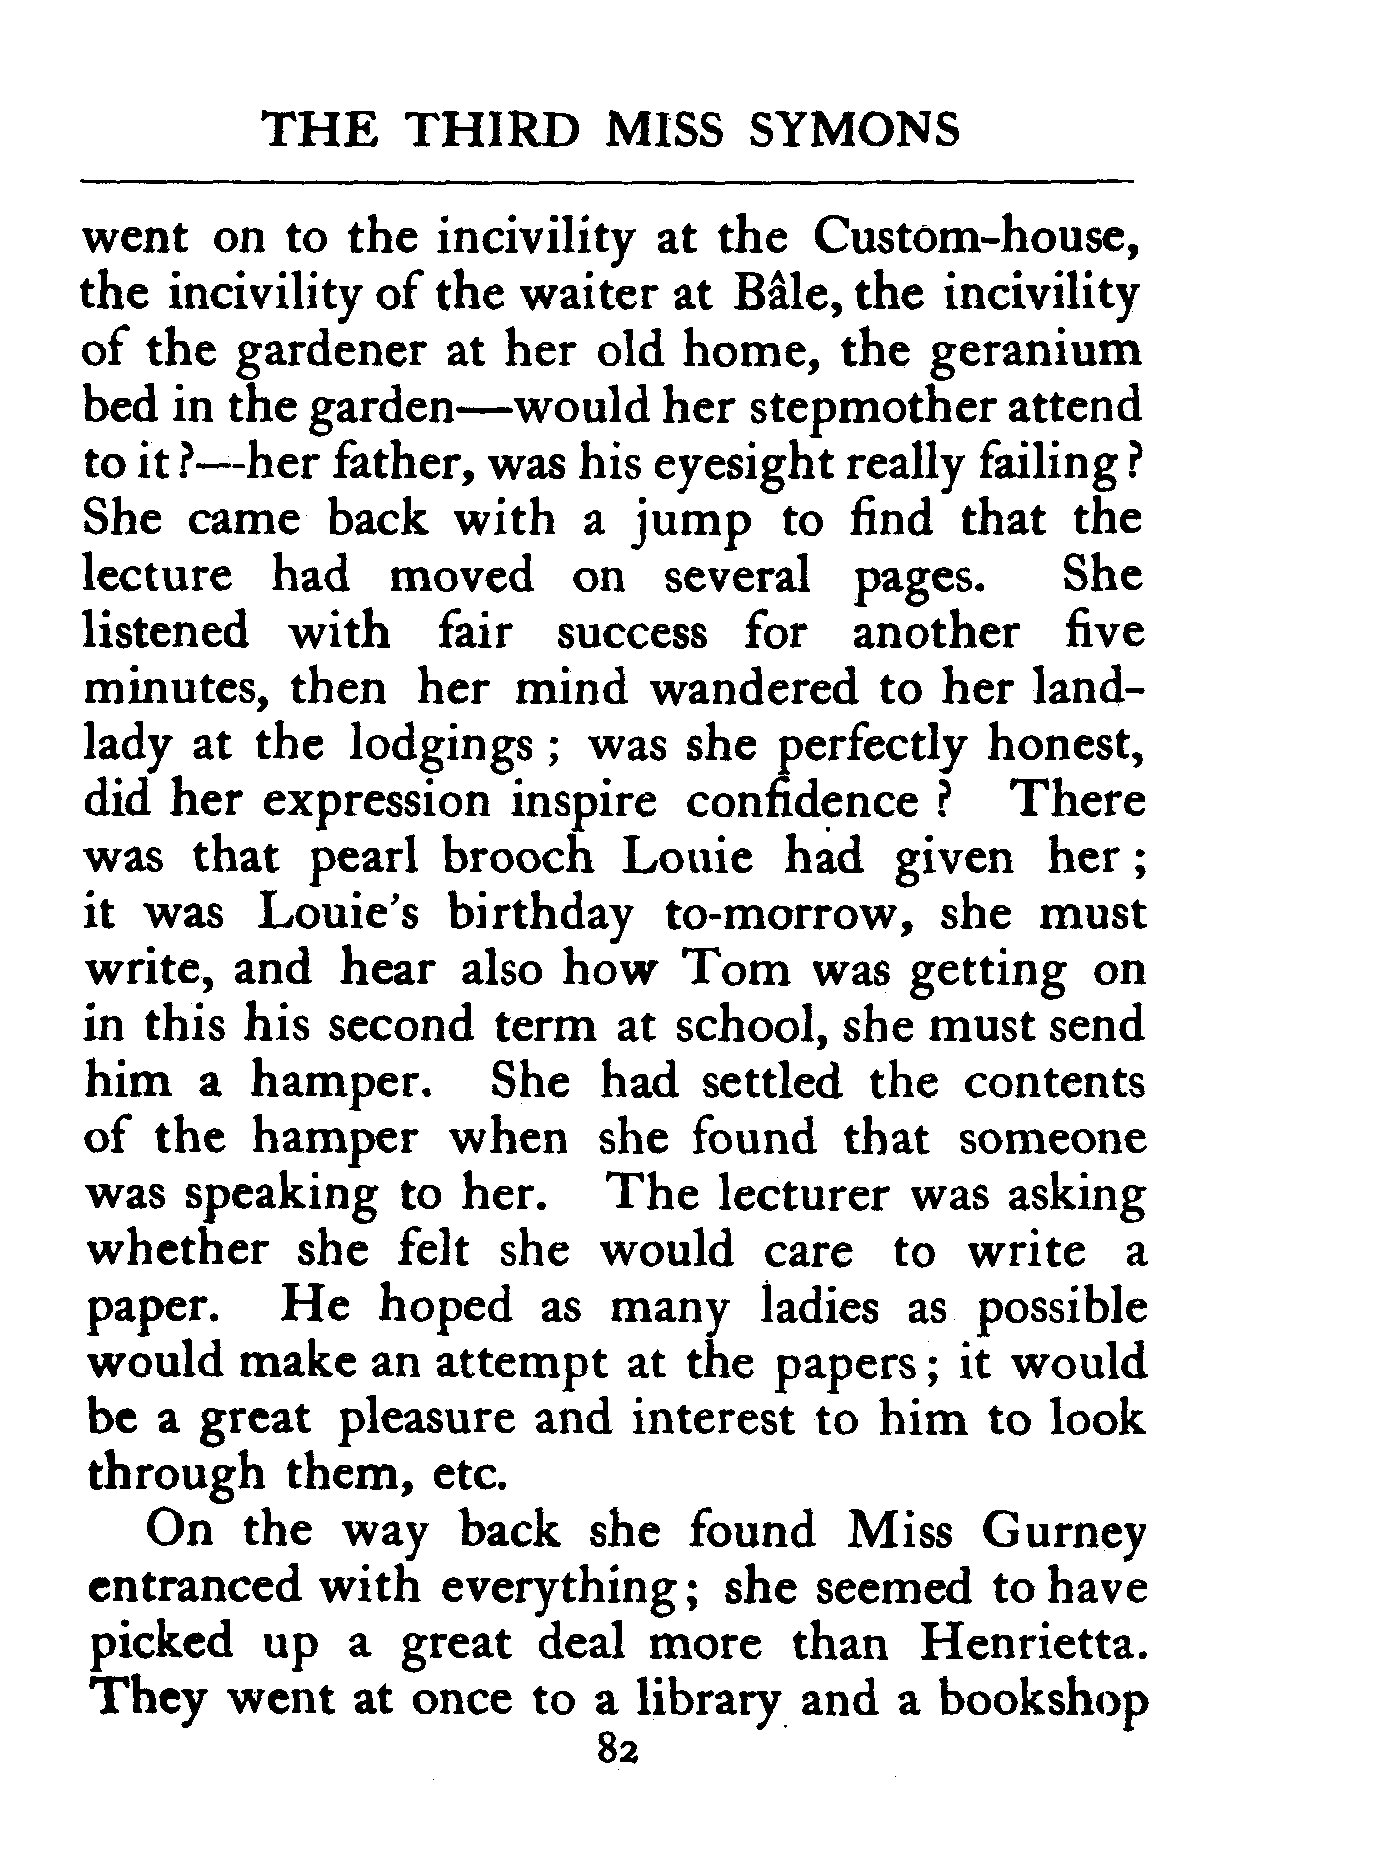 THE THIRD MISS SYMONS
went on to the incivility at the Custom-house,
the incivility of the waiter at Bâle, the incivility
of the gardener at her old home, the geranium
bed in the garden—would her stepmother attend
to it ?—her father, was his eyesight really failing ?
She came back with a jump to find that the
lecture had moved on several pages. She
listened with fair success for another five
minutes, then her mind wandered to her land-
lady at the lodgings ; was she perfectly honest,
did her expression inspire confidence ? There
was that pearl brooch Louie had given her ;
it was Louie's birthday to-morrow, she must
write, and hear also how Tom was getting on
in this his second term at school, she must send
him a hamper. She had settled the contents
of the hamper when she found that someone
was speaking to her. The lecturer was asking
whether she felt she would care to write a
paper. He hoped as many ladies as possible
would make an attempt at the papers ; it would
be a great pleasure and interest to him to look
through them, etc.
On the way back she found Miss Gurney
entranced with everything ; she seemed to have
picked up a great deal more than Henrietta.
They went at once to a library and a bookshop
82